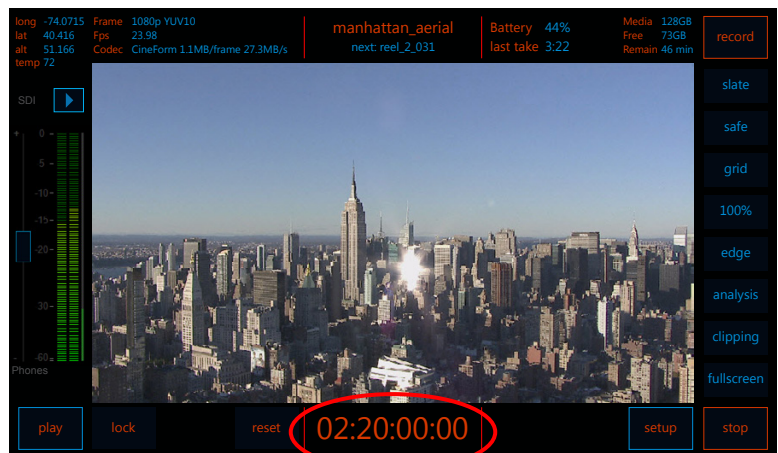 long -74.0715
lat 40.416
alt 51.166
temp 72
Frame 1080p YUV10
Fps 23.98
Codec CineForm 1.1MB/frame 27.3MB/s
manhattan_aerial
next: reel_2_031
Battery 44%
last take 3:22
Media 128GB
Free 73GB
Remain 46 min
record
SDI
slate
safe
grid
100%
edge
analysis
clipping
fullscreen
+ 0 -
5 -
-10-
-15-
-20-
30-
- -60-
Phones
play
lock
reset
02:20:00:00
setup
stop